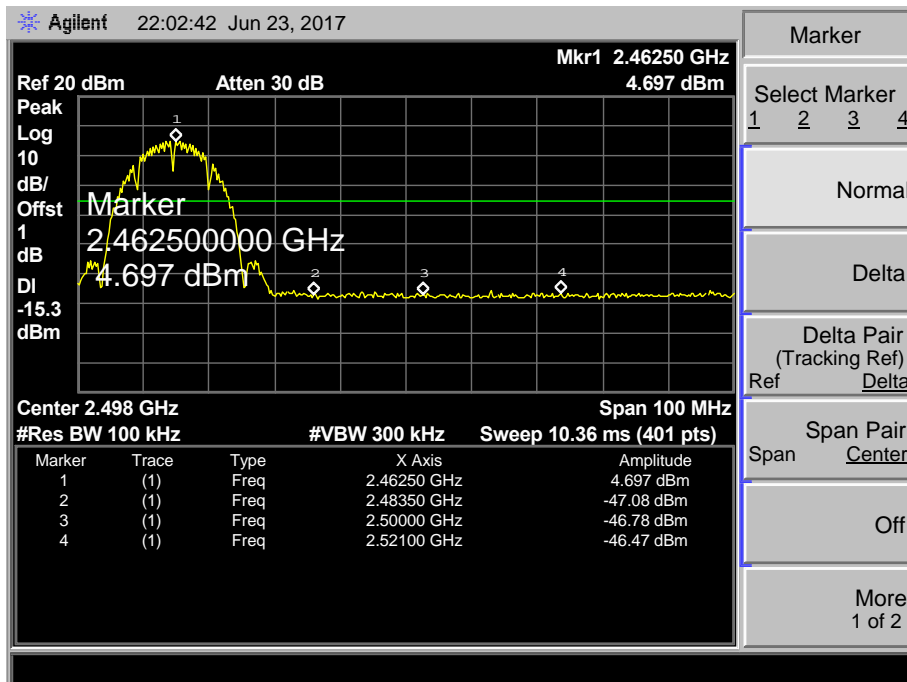 Agilent 22:02:42 Jun 23, 2017
Mkr1 2.46250 GHz
Ref 20 dBm Atten 30 dB 4.697 dBm
Peak
Log
10
dB/
Offst
1
dB
DI
-15.3
dBm
1
Marker
2.462500000 GHz
4.697 dBm
2 3 4
Center 2.498 GHz Span 100 MHz
#Res BW 100 kHz #VBW 300 kHz Sweep 10.36 ms (401 pts)
Marker Trace Type X Axis Amplitude
1 (1) Freq 2.46250 GHz 4.697 dBm
2 (1) Freq 2.48350 GHz -47.08 dBm
3 (1) Freq 2.50000 GHz -46.78 dBm
4 (1) Freq 2.52100 GHz -46.47 dBm
Marker
Select Marker
1 2 3 4
Normal
Delta
Delta Pair
(Tracking Ref)
Ref Delta
Span Pair
Span Center
Off
More
1 of 2